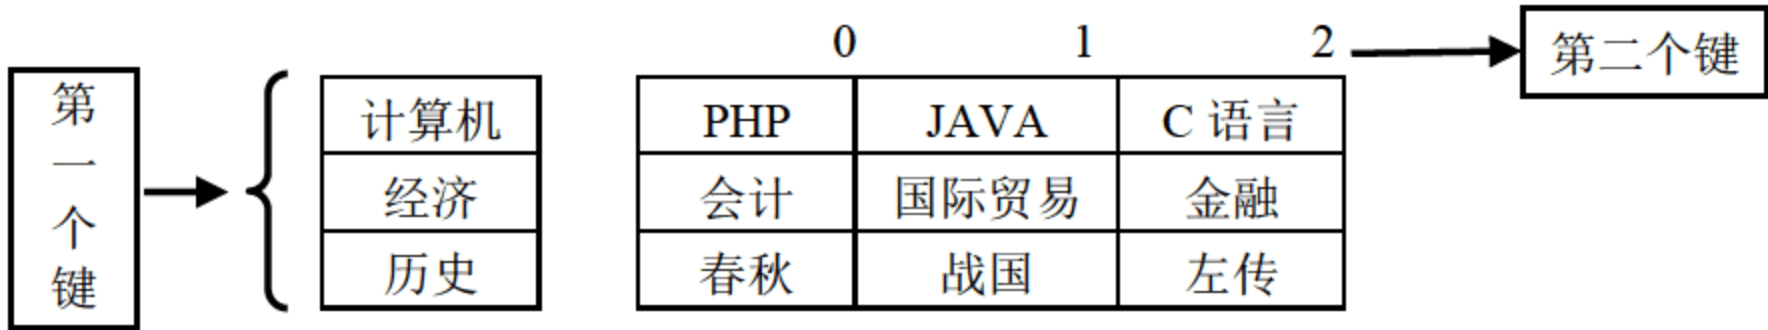 0 1 2
第二个键
第一个键
计算机 PHP JAVA C 语言
经济 会计 国际贸易 金融
历史 春秋 战国 左传